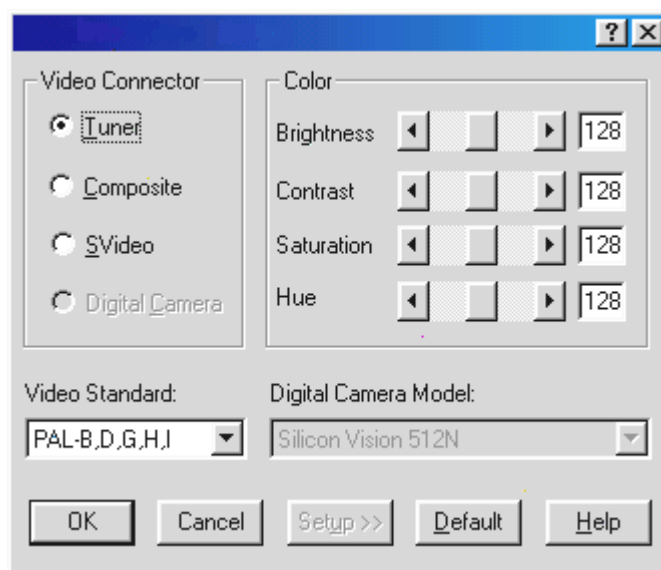 Video Connector
Tuner
Composite
SVideo
Digital Camera
Color
Brightness 128
Contrast 128
Saturation 128
Hue 128
Video Standard:
PAL-B,D,G,H,I
Digital Camera Model:
Silicon Vision 512N
OK Cancel Setup >> Default Help